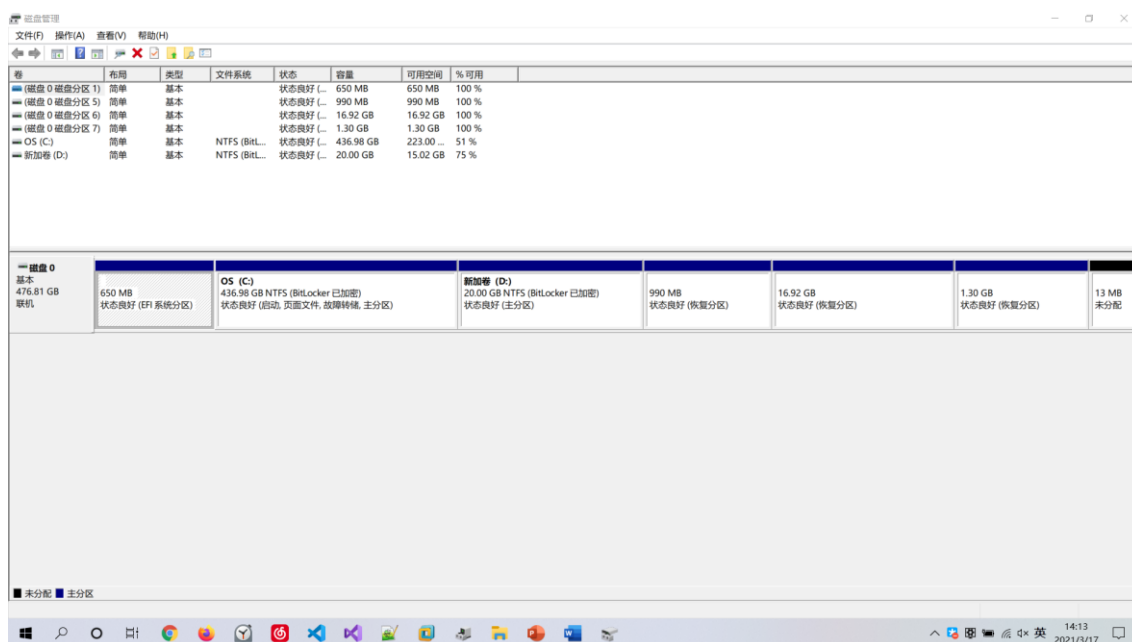 磁盘管理
文件(F) 操作(A) 查看(V) 帮助(H)
卷 布局 类型 文件系统 状态 容量 可用空间 % 可用
(磁盘 0 磁盘分区 1) 简单 基本 状态良好 (... 650 MB 650 MB 100 %
(磁盘 0 磁盘分区 5) 简单 基本 状态良好 (... 990 MB 990 MB 100 %
(磁盘 0 磁盘分区 6) 简单 基本 状态良好 (... 16.92 GB 16.92 GB 100 %
(磁盘 0 磁盘分区 7) 简单 基本 状态良好 (... 1.30 GB 1.30 GB 100 %
OS (C:) 简单 基本 NTFS (BitL... 状态良好 (... 436.98 GB 223.00 ... 51 %
新加卷 (D:) 简单 基本 NTFS (BitL... 状态良好 (... 20.00 GB 15.02 GB 75 %
磁盘 0
基本
476.81 GB
联机
650 MB
状态良好 (EFI 系统分区)
OS (C:)
436.98 GB NTFS (BitLocker 已加密)
状态良好 (启动, 页面文件, 故障转储, 主分区)
新加卷 (D:)
20.00 GB NTFS (BitLocker 已加密)
状态良好 (主分区)
990 MB
状态良好 (恢复分区)
16.92 GB
状态良好 (恢复分区)
1.30 GB
状态良好 (恢复分区)
13 MB
未分配
未分配 主分区
英
14:13
2021/3/17